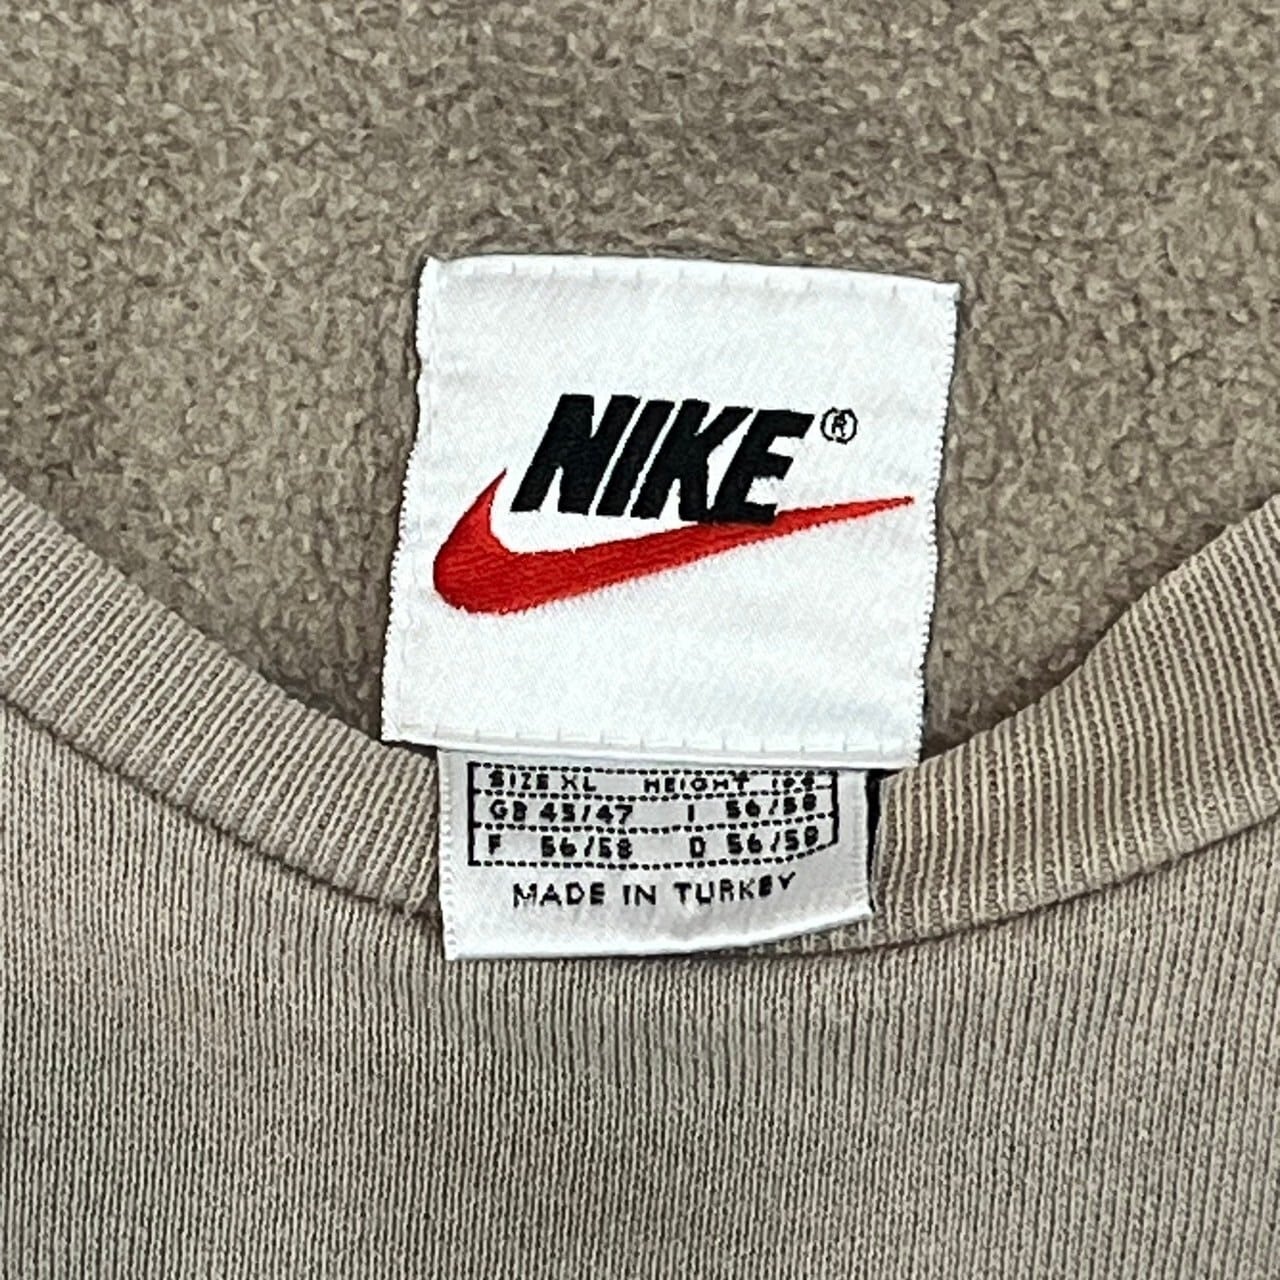 NIKE®
SIZE XL HEIGHT
GB 45/47 I 56/58
F 56/58 D 56/58
MADE IN TURKEY